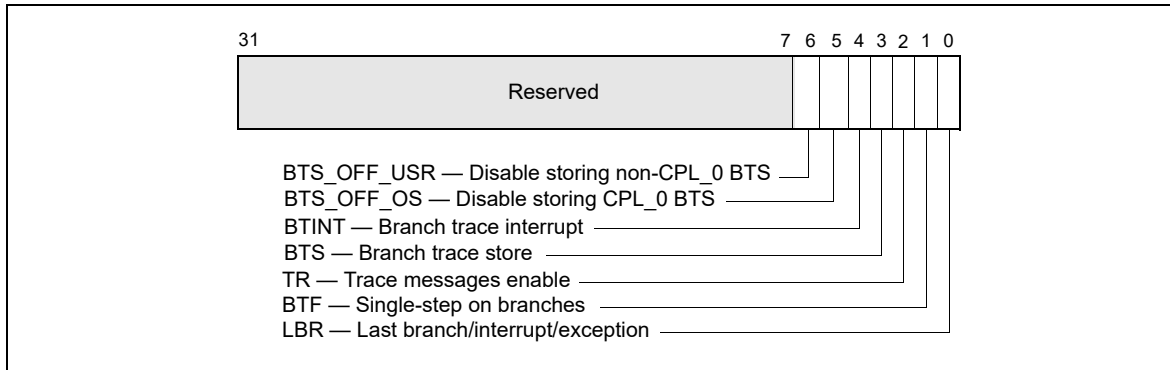 31 7 6 5 4 3 2 1 0
Reserved
BTS_OFF_USR — Disable storing non-CPL_0 BTS
BTS_OFF_OS — Disable storing CPL_0 BTS
BTINT — Branch trace interrupt
BTS — Branch trace store
TR — Trace messages enable
BTF — Single-step on branches
LBR — Last branch/interrupt/exception